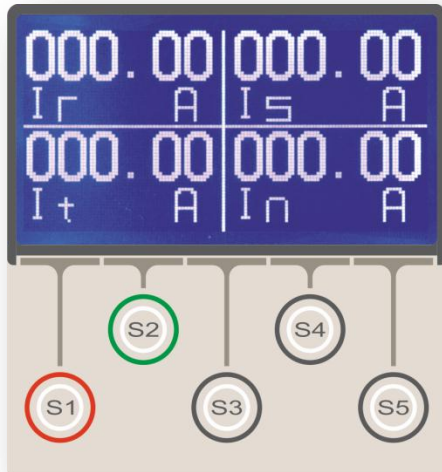 000.00 000.00
Ir A Is A
000.00 000.00
It A In A
S2 S4
S1 S3 S5